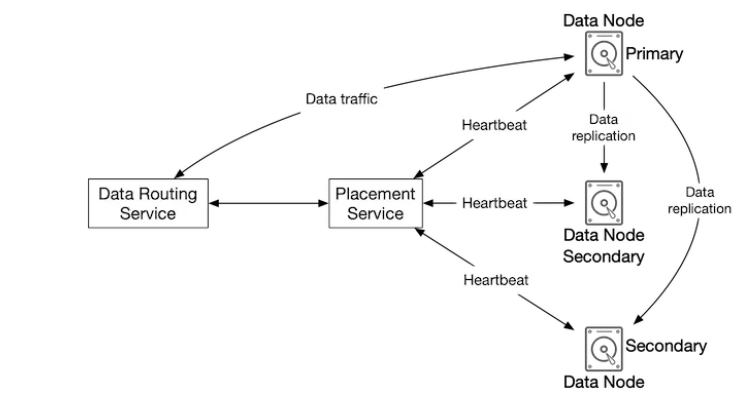 Data Node
Primary
Data traffic
Heartbeat
Data
replication
Data Routing
Service
Placement
Service
Heartbeat
Data
replication
Data Node
Secondary
Heartbeat
Secondary
Data Node